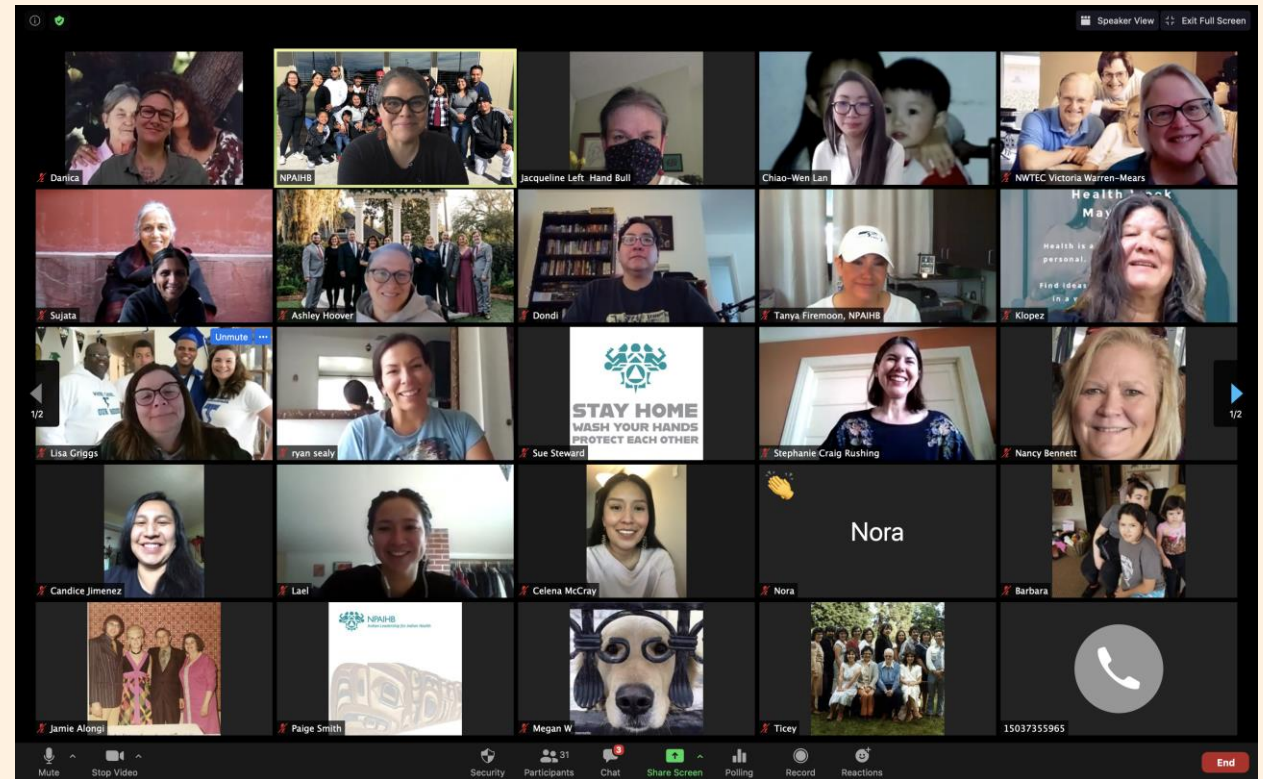 Speaker View
Exit Full Screen
Danica
NPAIHB
Jacqueline Left Hand Bull
Chiao-Wen Lan
NWTEC Victoria Warren-Mears
Health
May
Health is a
personal.
Find ideas
in a
Sujata
Ashley Hoover
Dondi
Tanya Firemoon, NPAIHB
Klopez
Unmute
STAY HOME
WASH YOUR HANDS
PROTECT EACH OTHER
1/2
1/2
Lisa Griggs
ryan sealy
Sue Steward
Stephanie Craig Rushing
Nancy Bennett
Nora
Candice Jimenez
Lael
Celena McCray
Nora
Barbara
NPAIHB
Jamie Alongi
Paige Smith
Megan W
Ticey
15037355965
Mute
Stop Video
Security
31
Participants
3
Chat
Share Screen
Polling
Record
Reactions
End